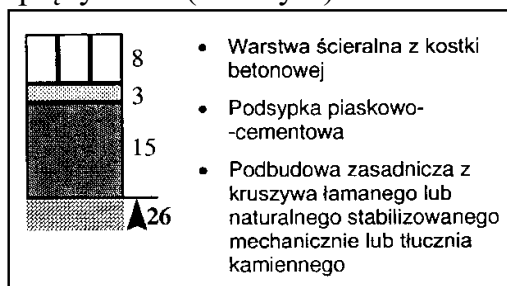 8
3
15
26
• Warstwa ścieralna z kostki
betonowej
• Podsypka piaskowo-
-cementowa
• Podbudowa zasadnicza z
kruszywa łamanego lub
naturalnego stabilizowanego
mechanicznie lub tłucznia
kamiennego